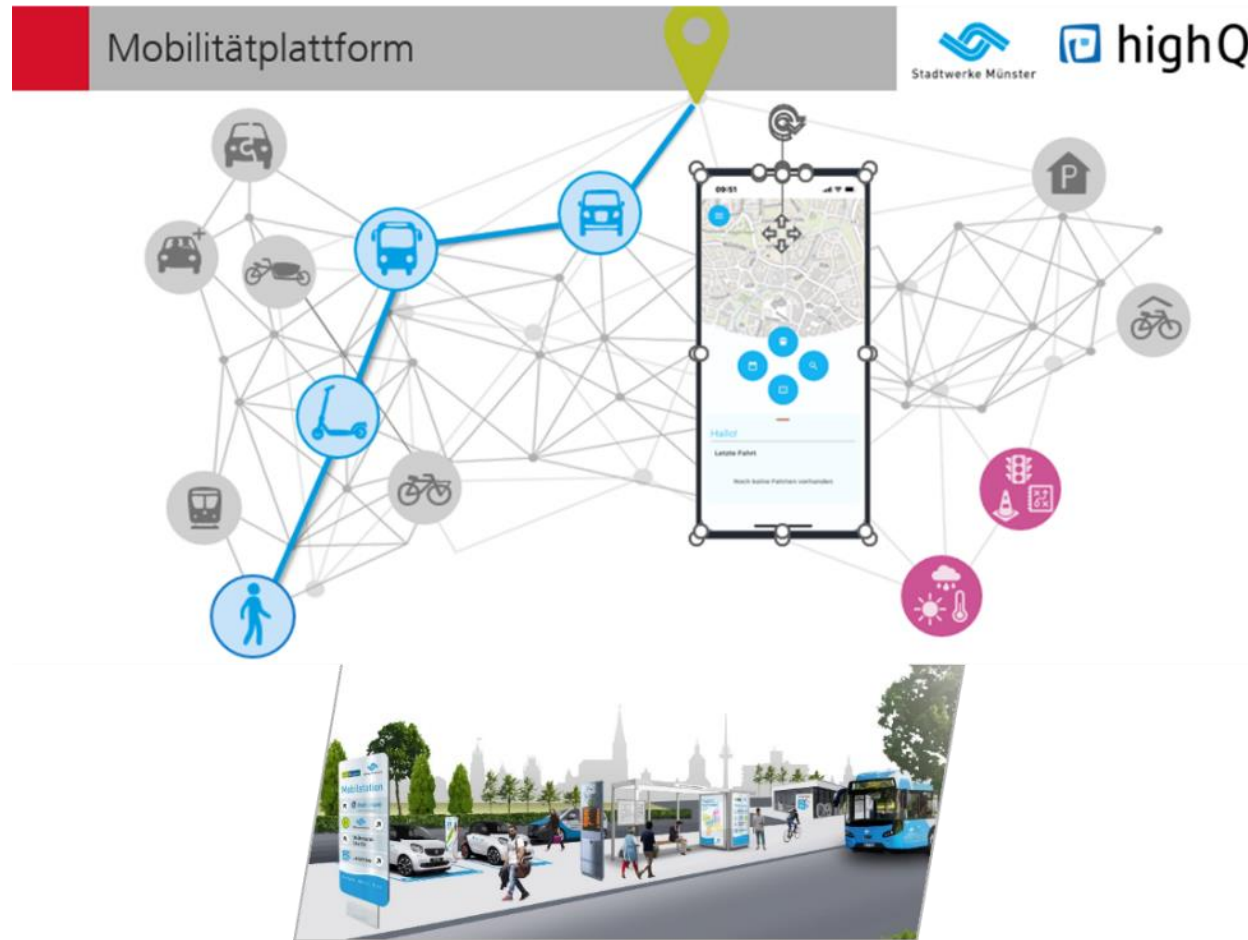 Mobilitätplattform
Stadtwerke Münster
highQ
P
09:51
Hallo!
Letzte Fahrt
Noch keine Fahrten vorhanden
Mobilstation